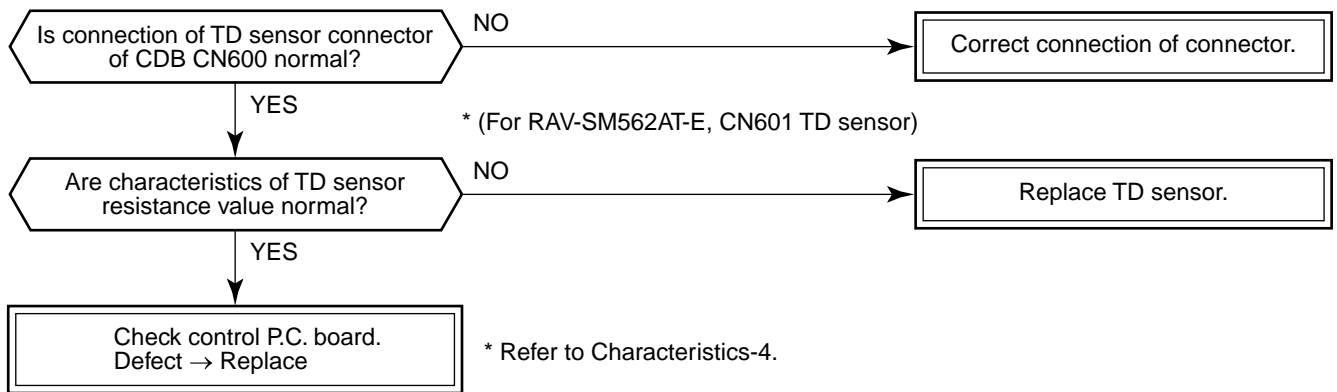 Is connection of TD sensor connector
of CDB CN600 normal?
NO
Correct connection of connector.
YES
* (For RAV-SM562AT-E, CN601 TD sensor)
Are characteristics of TD sensor
resistance value normal?
NO
Replace TD sensor.
YES
Check control P.C. board.
Defect → Replace
* Refer to Characteristics-4.